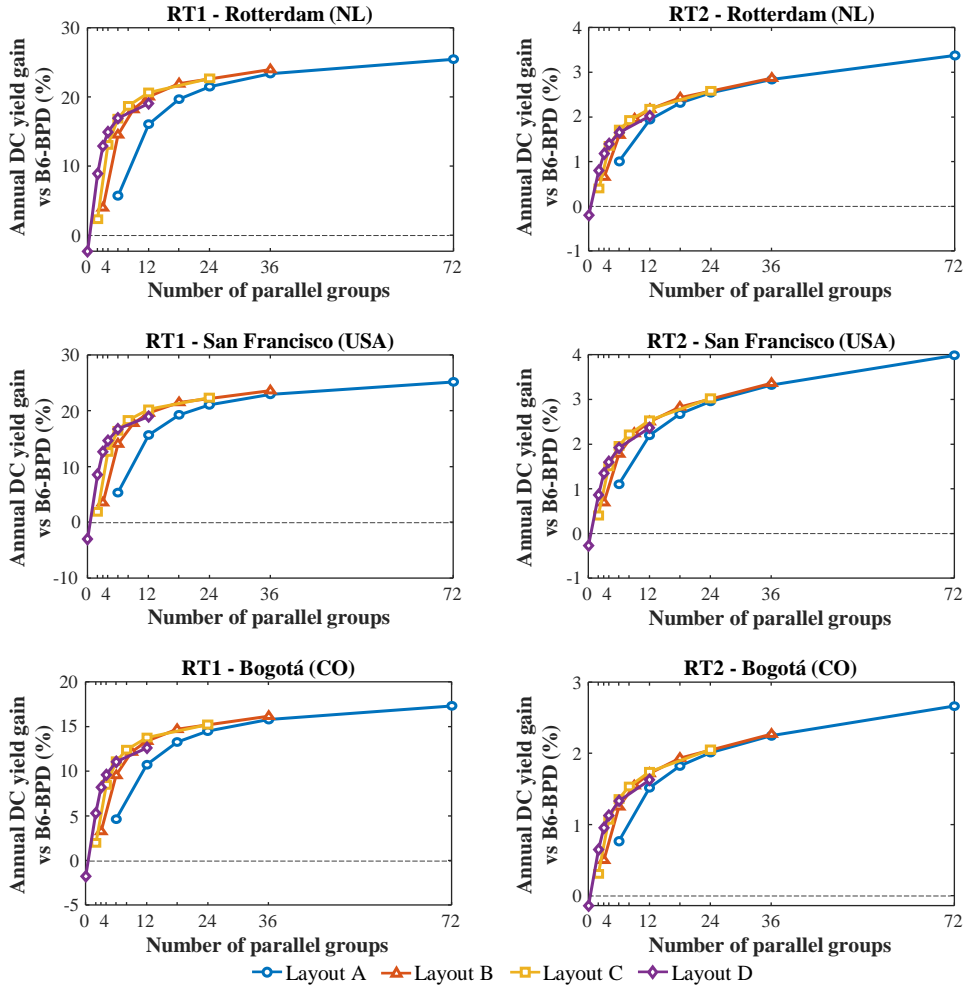 RT1 - Rotterdam (NL)
Annual DC yield gain
vs B6-BPD (%)
30
20
10
0
0 4 12 24 36 72
Number of parallel groups
RT2 - Rotterdam (NL)
Annual DC yield gain
vs B6-BPD (%)
4
3
2
1
0
-1
0 4 12 24 36 72
Number of parallel groups
RT1 - San Francisco (USA)
Annual DC yield gain
vs B6-BPD (%)
30
20
10
0
-10
0 4 12 24 36 72
Number of parallel groups
RT2 - San Francisco (USA)
Annual DC yield gain
vs B6-BPD (%)
4
3
2
1
0
-1
0 4 12 24 36 72
Number of parallel groups
RT1 - Bogotá (CO)
Annual DC yield gain
vs B6-BPD (%)
20
15
10
5
0
-5
0 4 12 24 36 72
Number of parallel groups
RT2 - Bogotá (CO)
Annual DC yield gain
vs B6-BPD (%)
3
2
1
0
0 4 12 24 36 72
Number of parallel groups
Layout A Layout B Layout C Layout D